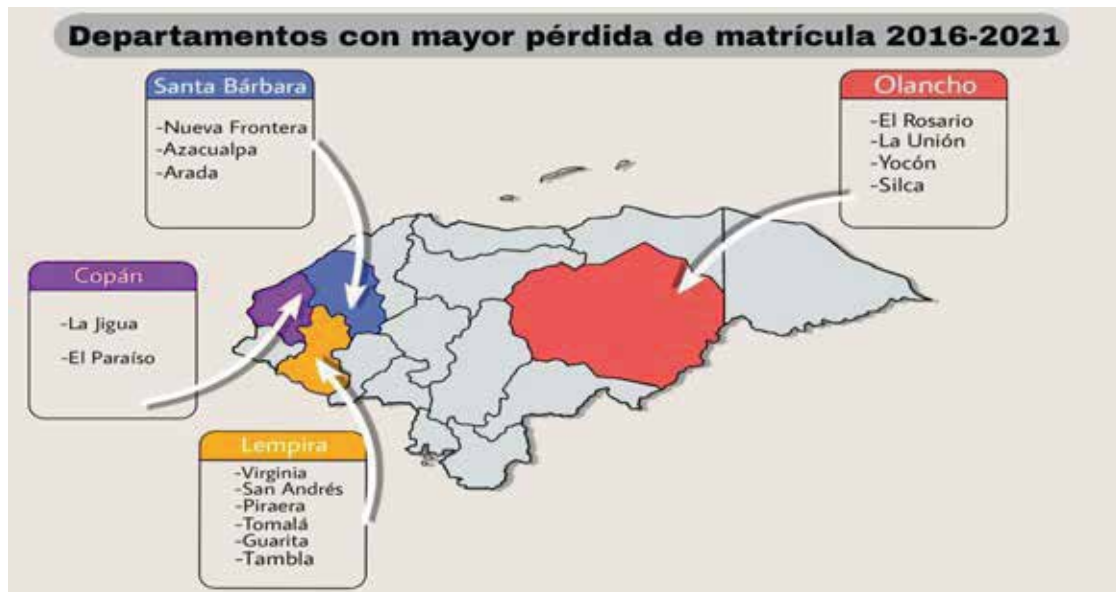 Departamentos con mayor pérdida de matrícula 2016-2021
Santa Bárbara
-Nueva Frontera
-Azacualpa
-Arada
Olancho
-El Rosario
-La Unión
-Yocón
-Silca
Copán
-La Jigua
-El Paraíso
Lempira
-Virginia
-San Andrés
-Piraera
-Tomalá
-Guarita
-Tambla